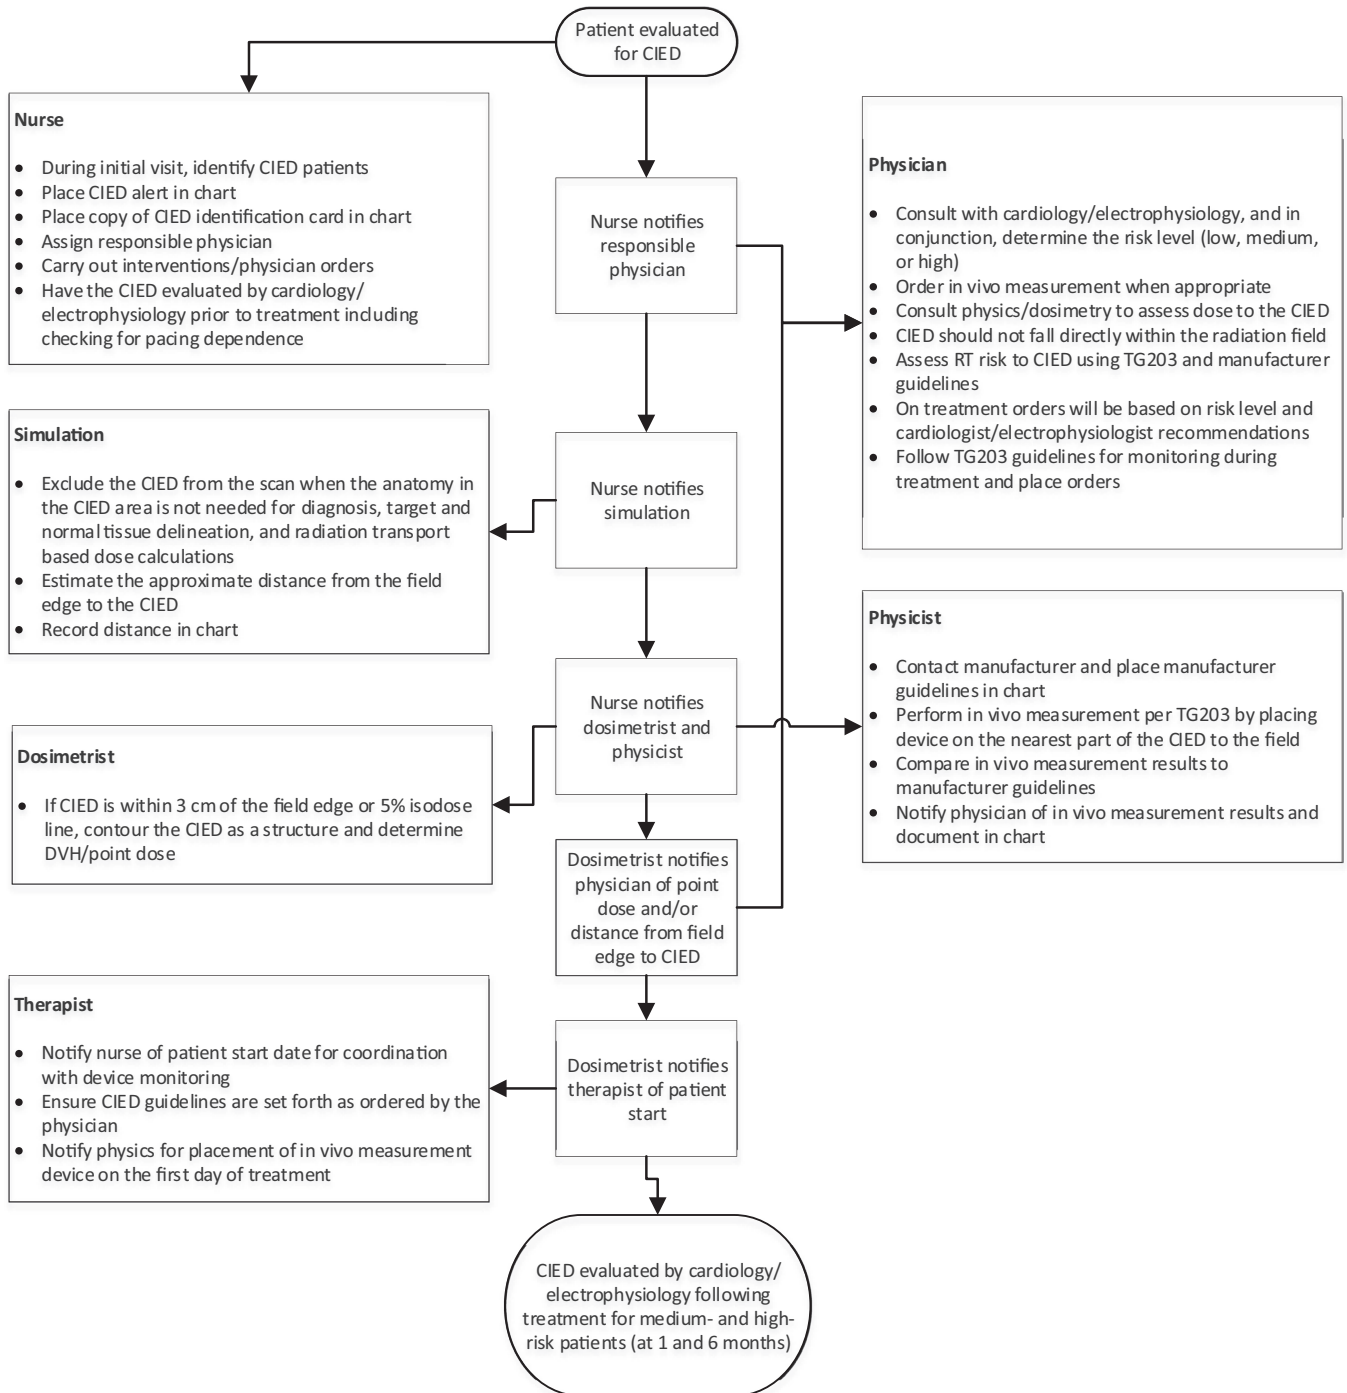 Patient evaluated
for CIED
Nurse
• During initial visit, identify CIED patients
• Place CIED alert in chart
• Place copy of CIED identification card in chart
• Assign responsible physician
• Carry out interventions/physician orders
• Have the CIED evaluated by cardiology/
electrophysiology prior to treatment including
checking for pacing dependence
Nurse notifies
responsible
physician
Physician
• Consult with cardiology/electrophysiology, and in
conjunction, determine the risk level (low, medium,
or high)
• Order in vivo measurement when appropriate
• Consult physics/dosimetry to assess dose to the CIED
• CIED should not fall directly within the radiation field
• Assess RT risk to CIED using TG203 and manufacturer
guidelines
• On treatment orders will be based on risk level and
cardiologist/electrophysiologist recommendations
• Follow TG203 guidelines for monitoring during
treatment and place orders
Simulation
• Exclude the CIED from the scan when the anatomy in
the CIED area is not needed for diagnosis, target and
normal tissue delineation, and radiation transport
based dose calculations
• Estimate the approximate distance from the field
edge to the CIED
• Record distance in chart
Nurse notifies
simulation
Nurse notifies
dosimetrist and
physicist
Physicist
• Contact manufacturer and place manufacturer
guidelines in chart
• Perform in vivo measurement per TG203 by placing
device on the nearest part of the CIED to the field
• Compare in vivo measurement results to
manufacturer guidelines
• Notify physician of in vivo measurement results and
document in chart
Dosimetrist
• If CIED is within 3 cm of the field edge or 5% isodose
line, contour the CIED as a structure and determine
DVH/point dose
Dosimetrist notifies
physician of point
dose and/or
distance from field
edge to CIED
Therapist
• Notify nurse of patient start date for coordination
with device monitoring
• Ensure CIED guidelines are set forth as ordered by the
physician
• Notify physics for placement of in vivo measurement
device on the first day of treatment
Dosimetrist notifies
therapist of patient
start
CIED evaluated by cardiology/
electrophysiology following
treatment for medium- and high-
risk patients (at 1 and 6 months)